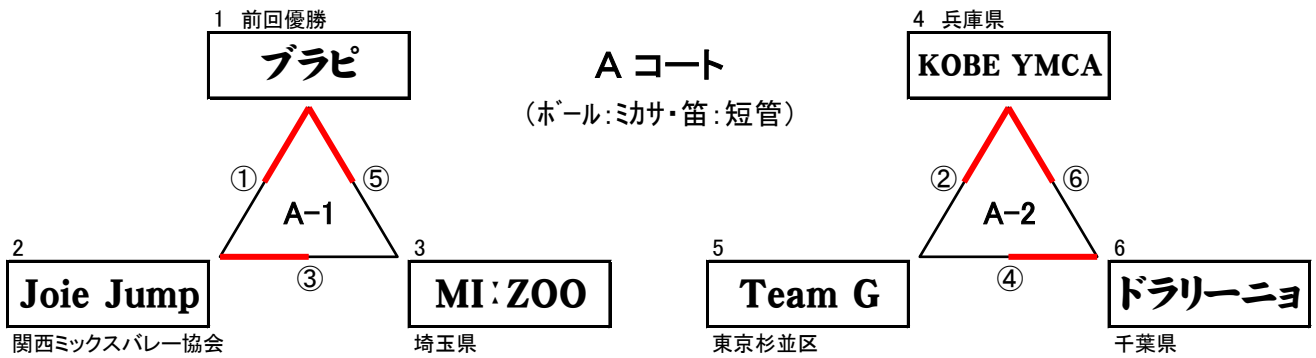 1 前回優勝
ブラピ
A コート
(ボール:ミカサ・笛:短管)
4 兵庫県
KOBE YMCA
①
⑤
A-1
②
⑥
A-2
2
Joie Jump
関西ミックスバレー協会
③
3
MI:ZOO
埼玉県
5
Team G
東京杉並区
④
6
ドラリーニョ
千葉県